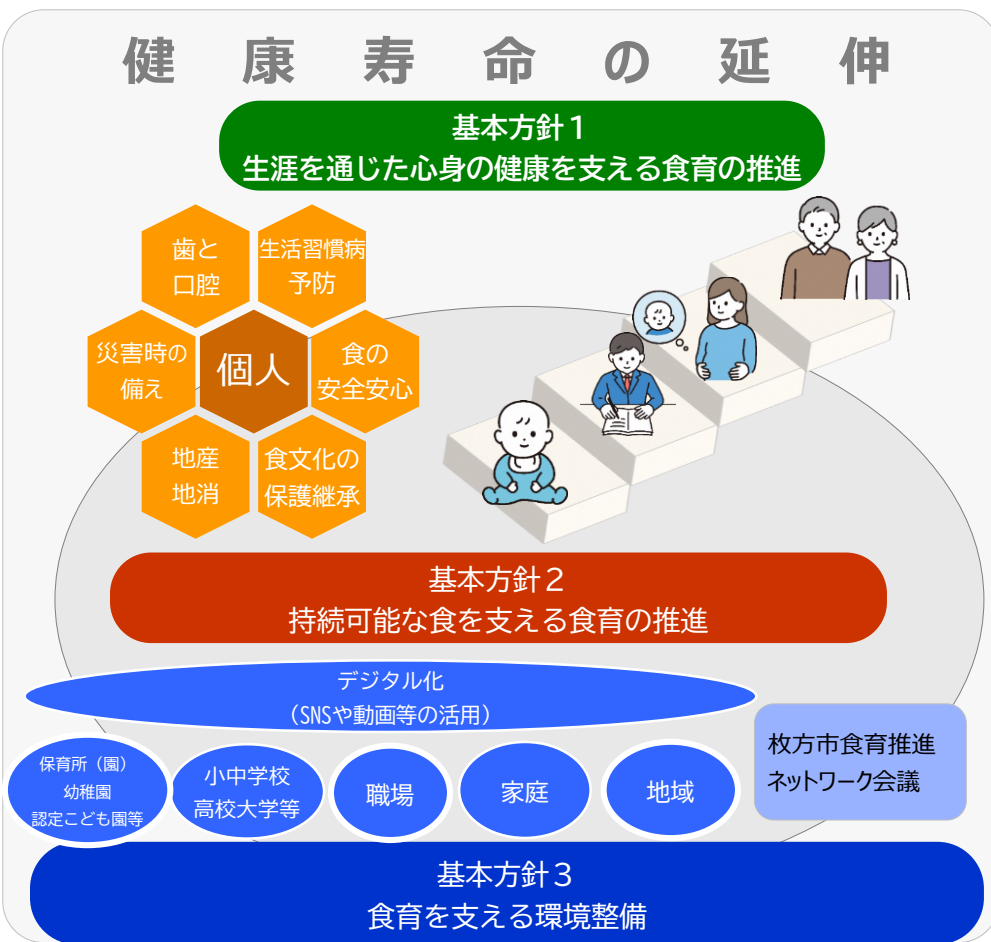 健康寿命の延伸
基本方針１
生涯を通じた心身の健康を支える食育の推進
歯と
口腔
生活習慣病
予防
災害時の
備え
個人
食の
安全安心
地産
地消
食文化の
保護継承
基本方針２
持続可能な食を支える食育の推進
デジタル化
（SNSや動画等の活用）
保育所（園）
幼稚園
認定こども園等
小中学校
高校大学等
職場
家庭
地域
枚方市食育推進
ネットワーク会議
基本方針３
食育を支える環境整備